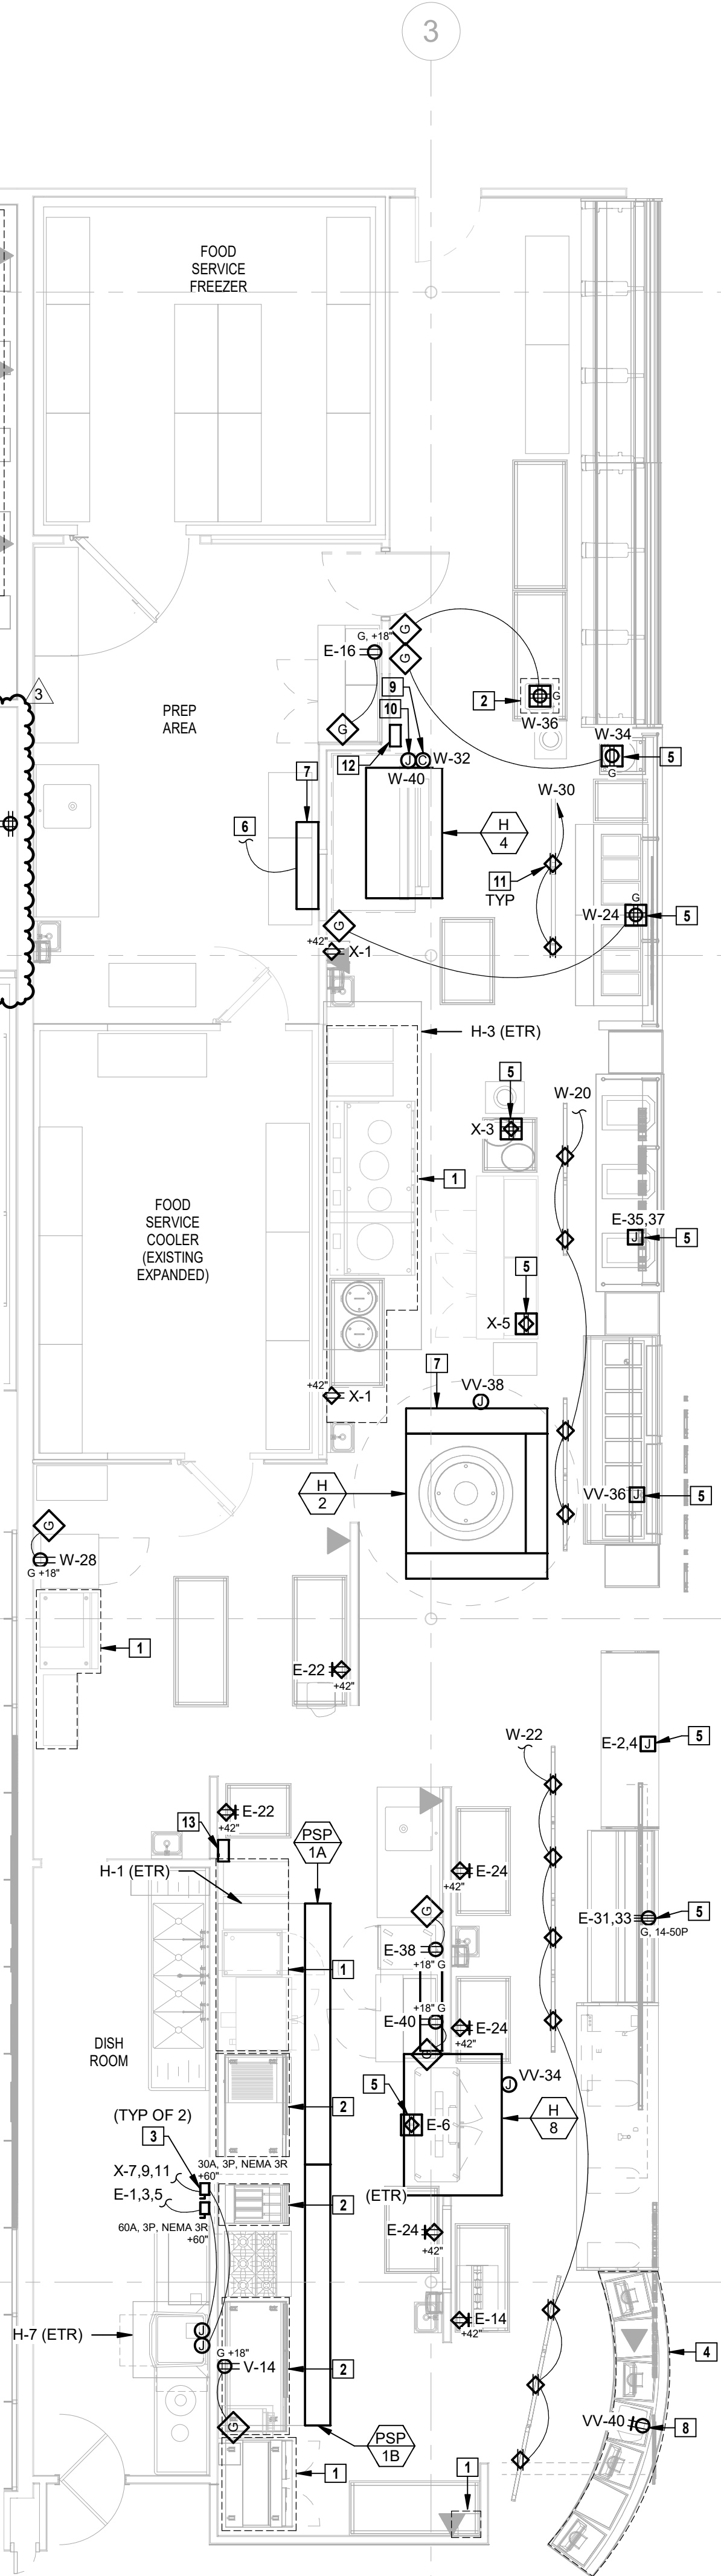 3
FOOD
SERVICE
FREEZER
G, +18"
E-16
G
G
9
2
G
W-36
3
PREP
AREA
G
10
J
C
W-32
W-40
12
W-34
5
G
7
W-30
6
H
4
11
TYP
G
W-24
5
G
+42"
X-1
H-3 (ETR)
5
X-3
W-20
1
FOOD
SERVICE
COOLER
(EXISTING
EXPANDED)
E-35,37
J
5
5
X-5
+42"
X-1
7
VV-38
J
H
2
VV-36
J
5
G
W-28
G +18"
1
E-22
+42"
W-22
E-2,4
J
5
E-22
+42"
13
PSP
1A
H-1 (ETR)
E-24
+42"
G
E-31,33
5
G, 14-50P
E-38
+18" G
1
+18" G
E-40
E-24
+42"
G
DISH
ROOM
VV-34
J
5
E-6
H
8
(TYP OF 2)
3
2
30A, 3P, NEMA 3R
+60"
X-7,9,11
E-1,3,5
2
(ETR)
60A, 3P, NEMA 3R
+60"
E-24
+42"
E-14
+42"
H-7 (ETR)
J
J
G +18"
V-14
2
4
G
VV-40
8
PSP
1B
1
1